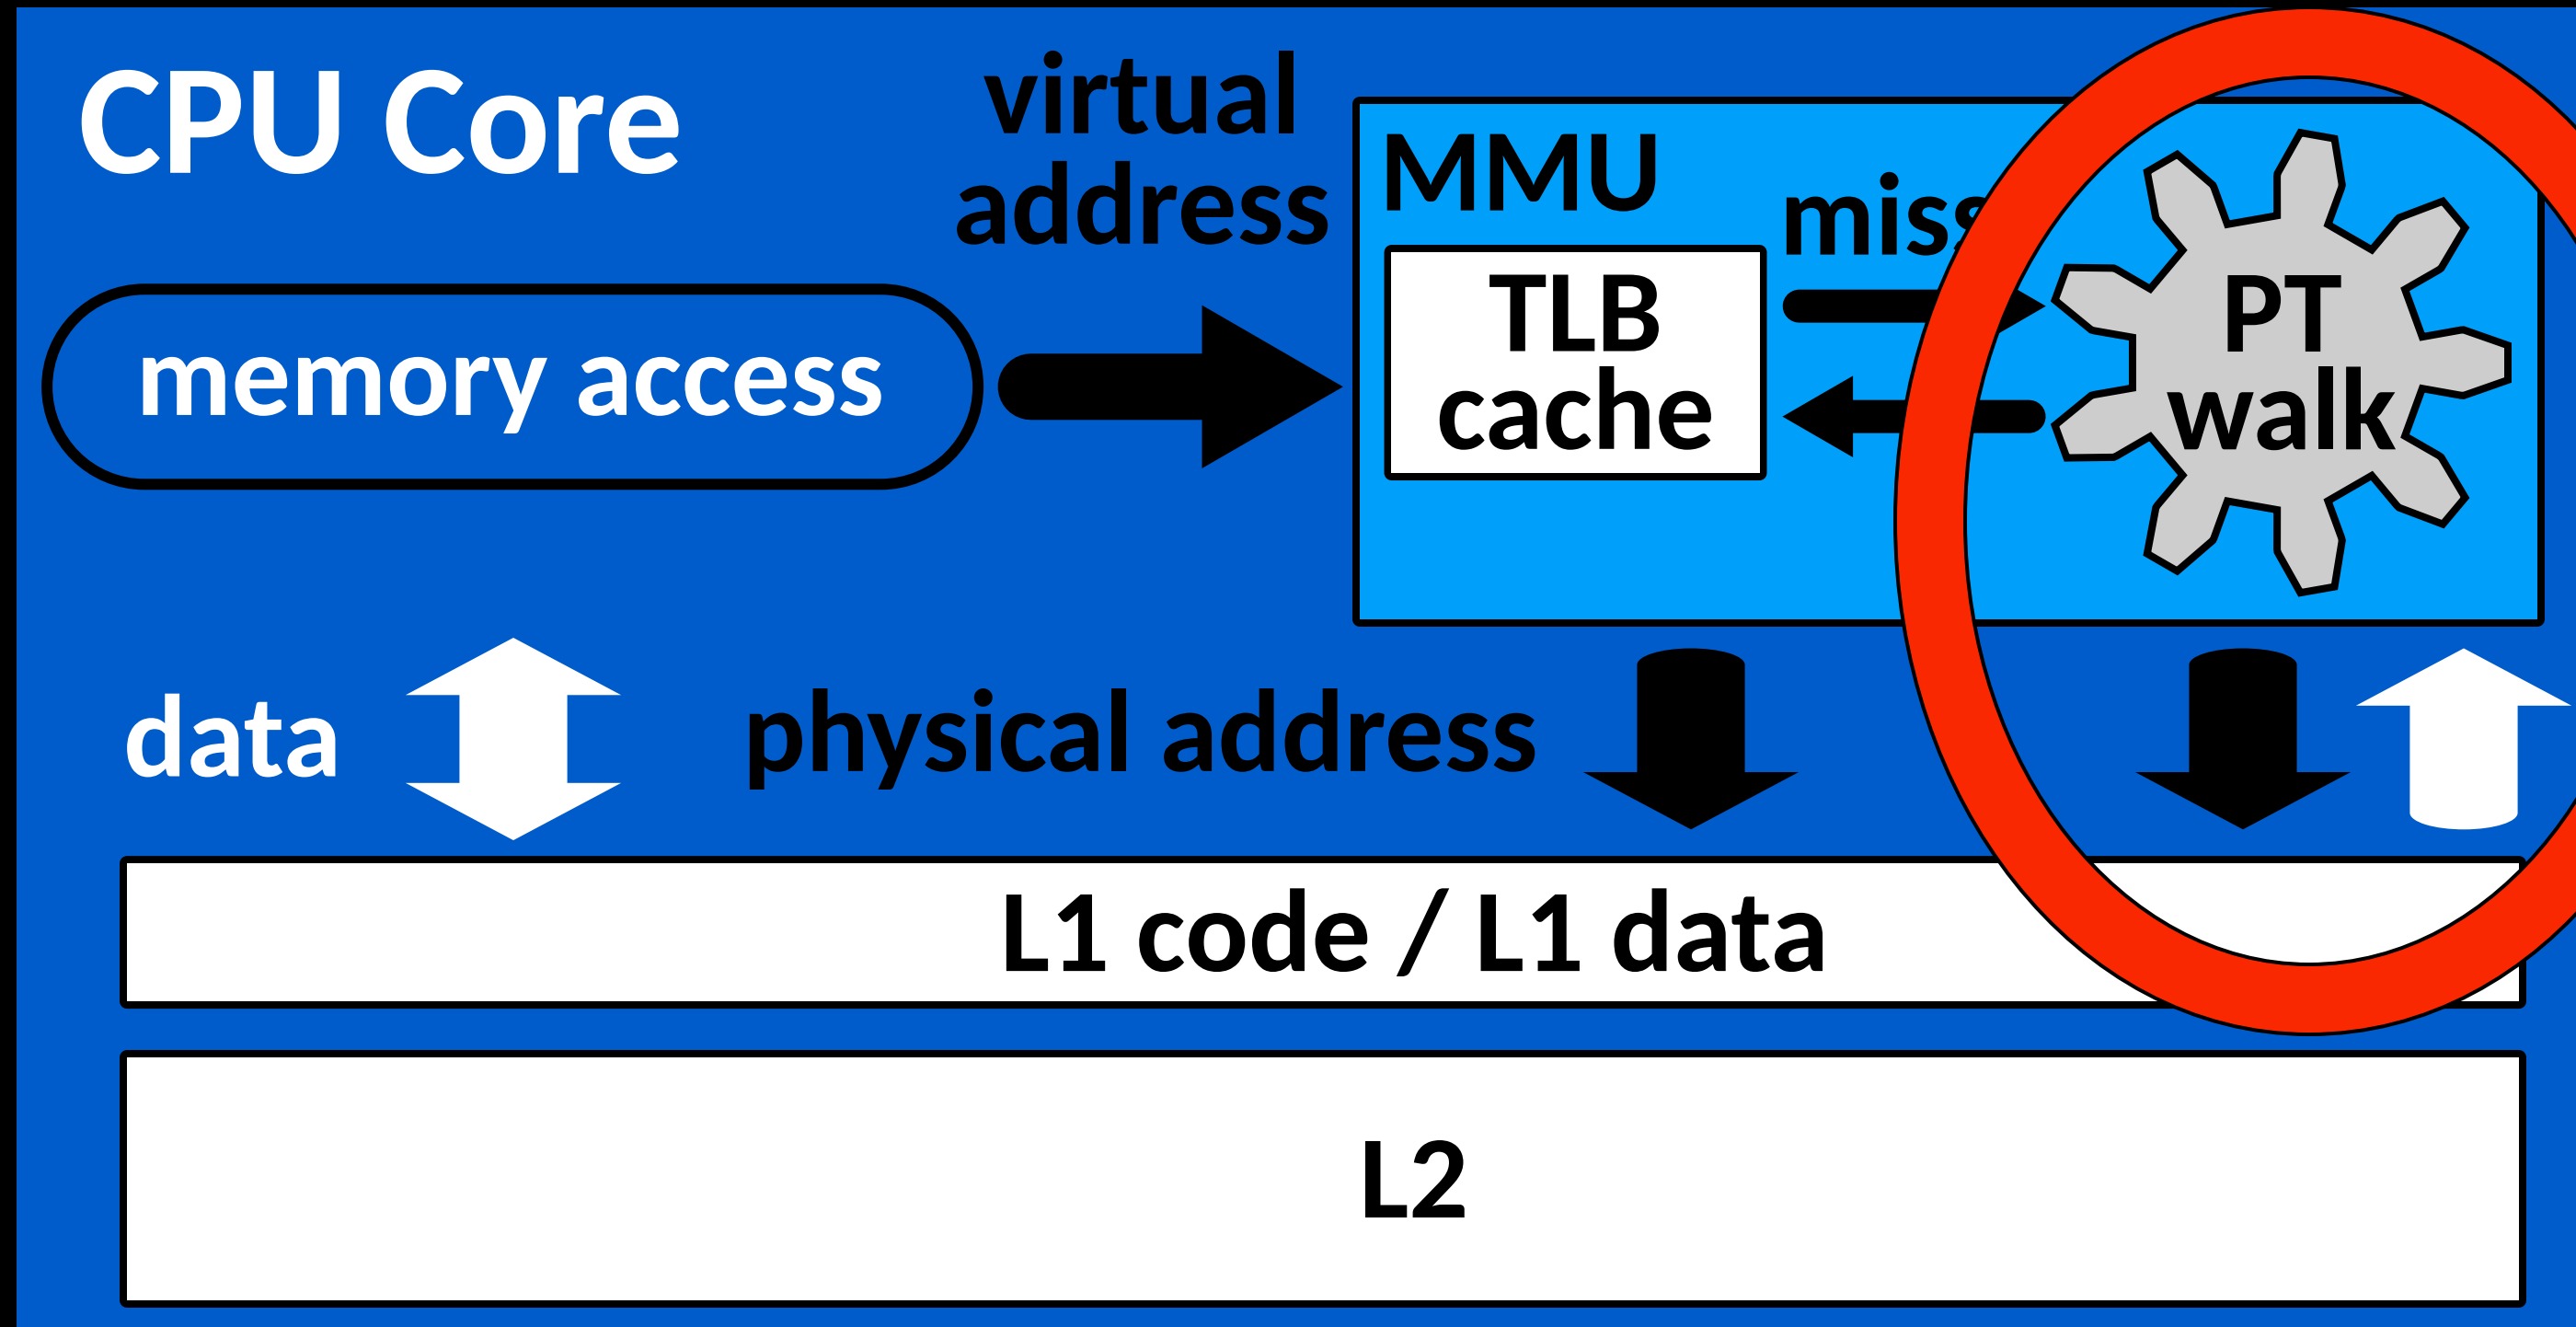 CPU Core
virtual
address
MMU
miss
TLB
cache
PT
walk
memory access
data
physical address
L1 code / L1 data
L2